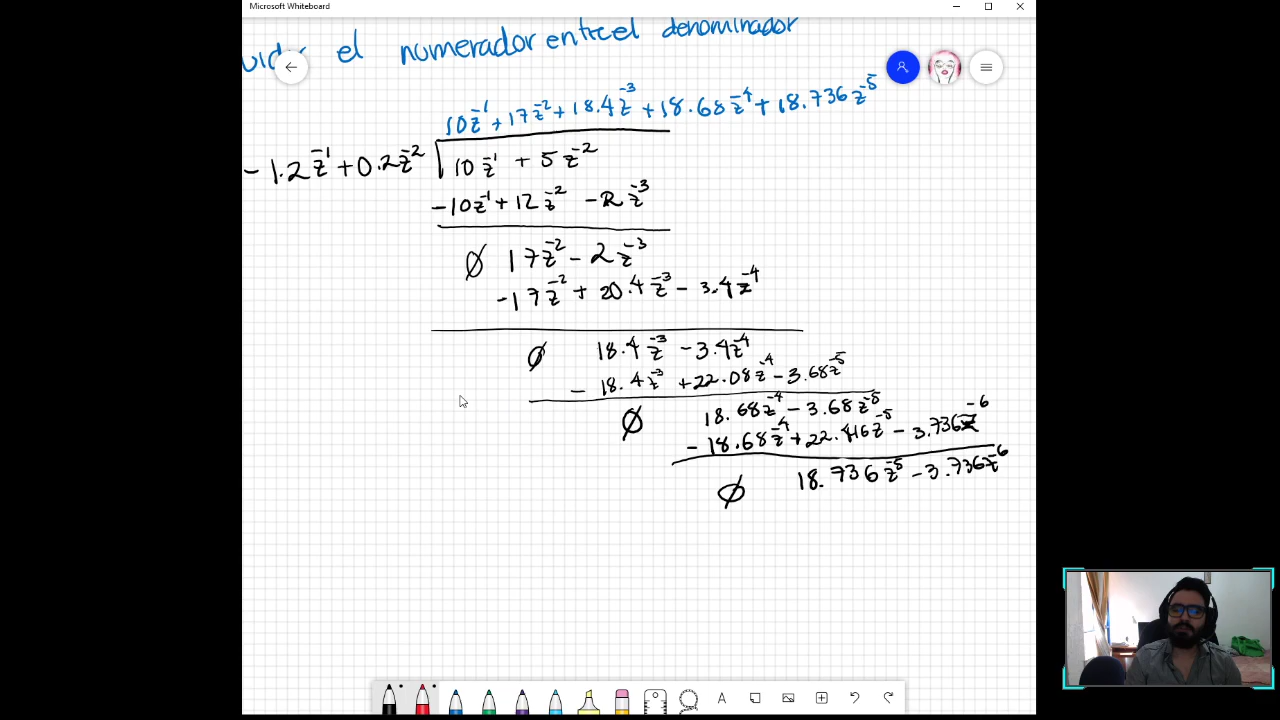 Microsoft Whiteboard
el numerador entre el denominador
10z⁻¹ + 17z⁻² + 18.4z⁻³ + 18.68z⁻⁴ + 18.736z⁻⁵
- 1.2z⁻¹ + 0.2z⁻² 10z⁻¹ + 5z⁻²
-10z⁻¹ + 12z⁻² - 2z⁻³
0 17z⁻² - 2z⁻³
-17z⁻² + 20.4z⁻³ - 3.4z⁻⁴
0 18.4z⁻³ - 3.4z⁻⁴
- 18.4z⁻³ + 22.08z⁻⁴ - 3.68z⁻⁵
0 18.68z⁻⁴ - 3.68z⁻⁵
- 18.68z⁻⁴ + 22.416z⁻⁵ - 3.736z⁻⁶
0 18.736z⁻⁵ - 3.736z⁻⁶